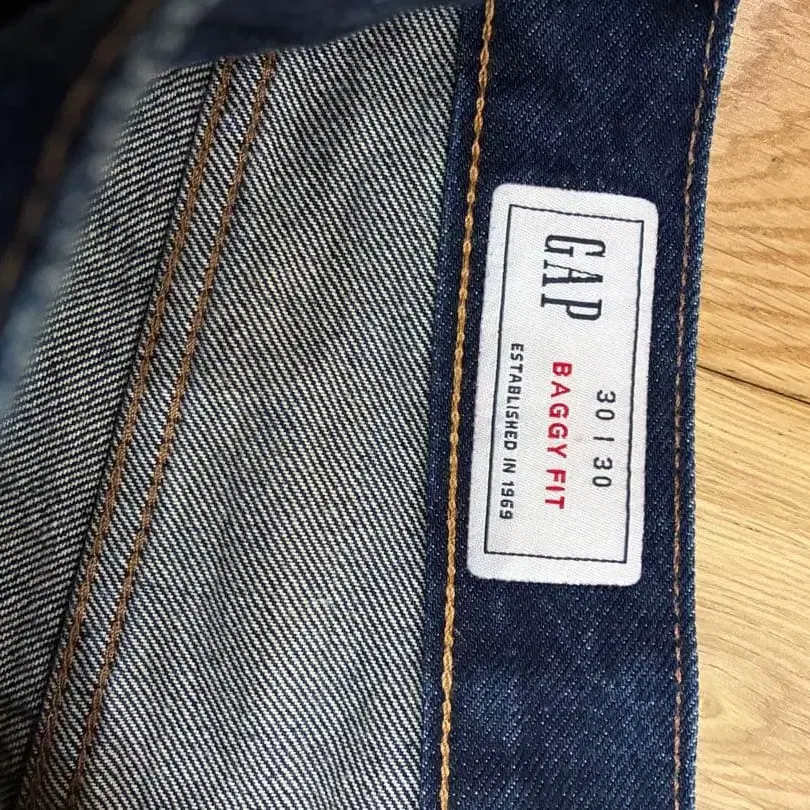 GAP
30 | 30
BAGGY FIT
ESTABLISHED IN 1969